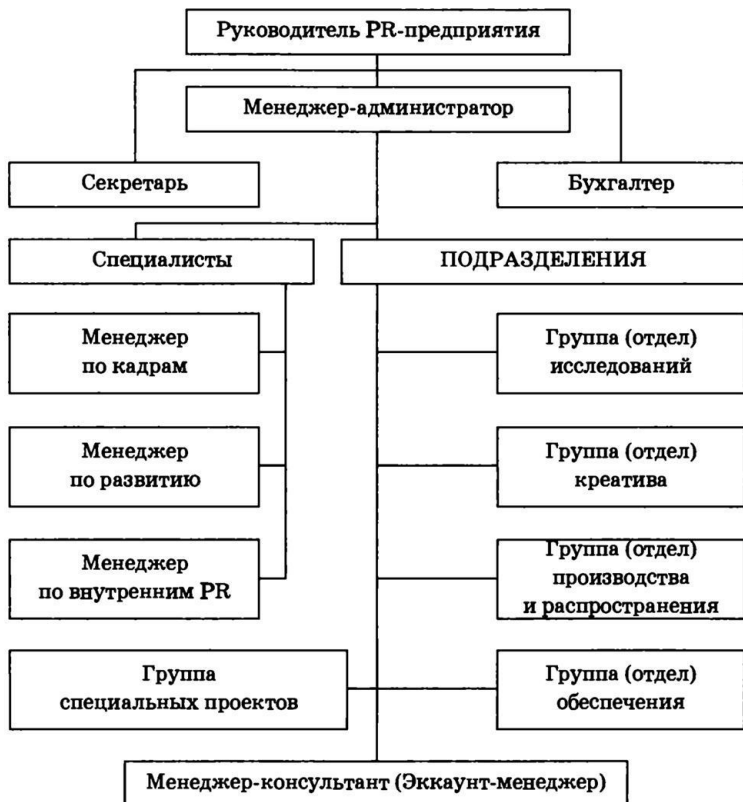 Руководитель PR-предприятия
Менеджер-администратор
Секретарь
Бухгалтер
Специалисты
ПОДРАЗДЕЛЕНИЯ
Менеджер
по кадрам
Группа (отдел)
исследований
Менеджер
по развитию
Группа (отдел)
креатива
Менеджер
по внутренним PR
Группа (отдел)
производства
и распространения
Группа
специальных проектов
Группа (отдел)
обеспечения
Менеджер-консультант (Эккаунт-менеджер)